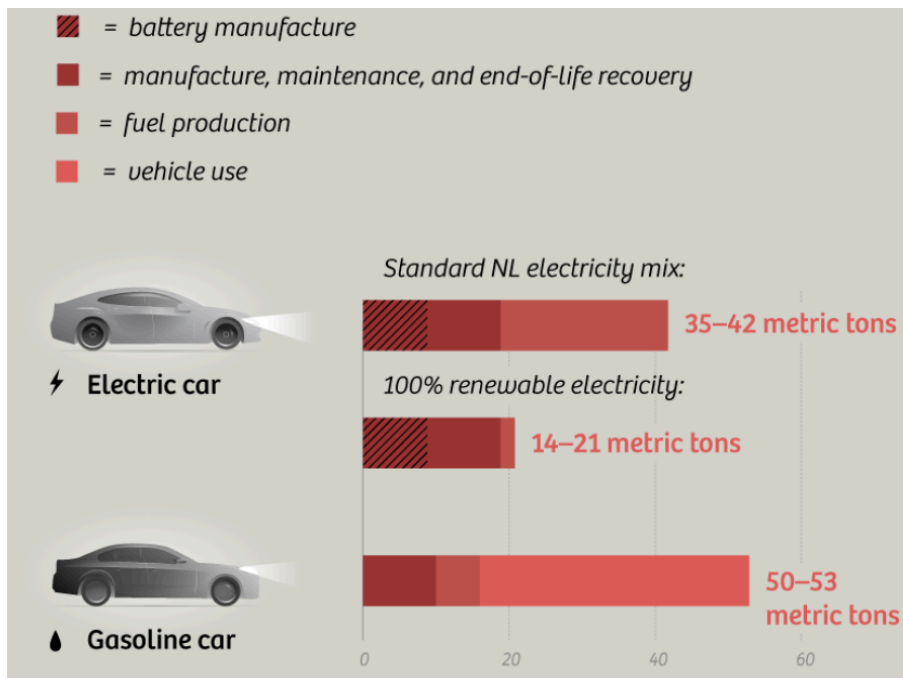 = battery manufacture
= manufacture, maintenance, and end-of-life recovery
= fuel production
= vehicle use
Standard NL electricity mix:
35–42 metric tons
Electric car
100% renewable electricity:
14–21 metric tons
50–53
metric tons
Gasoline car
0 20 40 60